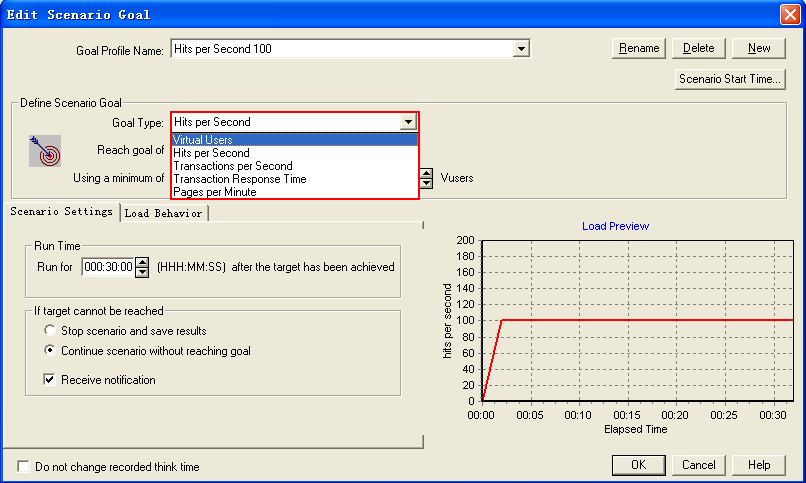 Edit Scenario Goal
Goal Profile Name: Hits per Second 100 Rename Delete New
Scenario Start Time...
Define Scenario Goal
Goal Type: Hits per Second
Virtual Users
Reach goal of Hits per Second
Transactions per Second
Using a minimum of Transaction Response Time Vusers
Pages per Minute
Scenario Settings Load Behavior
Load Preview
Run Time
Run for 000:30:00 (HHH:MM:SS) after the target has been achieved
If target cannot be reached
Stop scenario and save results
Continue scenario without reaching goal
Receive notification
hits per second
200
180
160
140
120
100
80
60
40
20
0
00:00 00:05 00:10 00:15 00:20 00:25 00:30
Elapsed Time
Do not change recorded think time OK Cancel Help